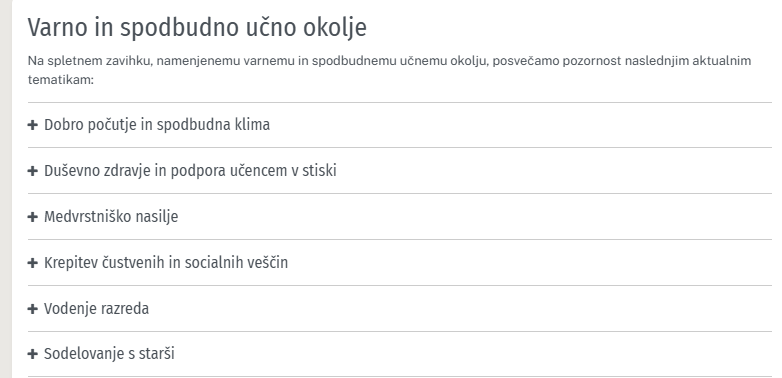 Varno in spodbudno učno okolje
Na spletnem zavihku, namenjenemu varnemu in spodbudnemu učnemu okolju, posvečamo pozornost naslednjim aktualnim
tematikam:
Dobro počutje in spodbudna klima
Duševno zdravje in podpora učencem v stiski
Medvrstniško nasilje
Krepitev čustvenih in socialnih veščin
Vodenje razreda
Sodelovanje s starši